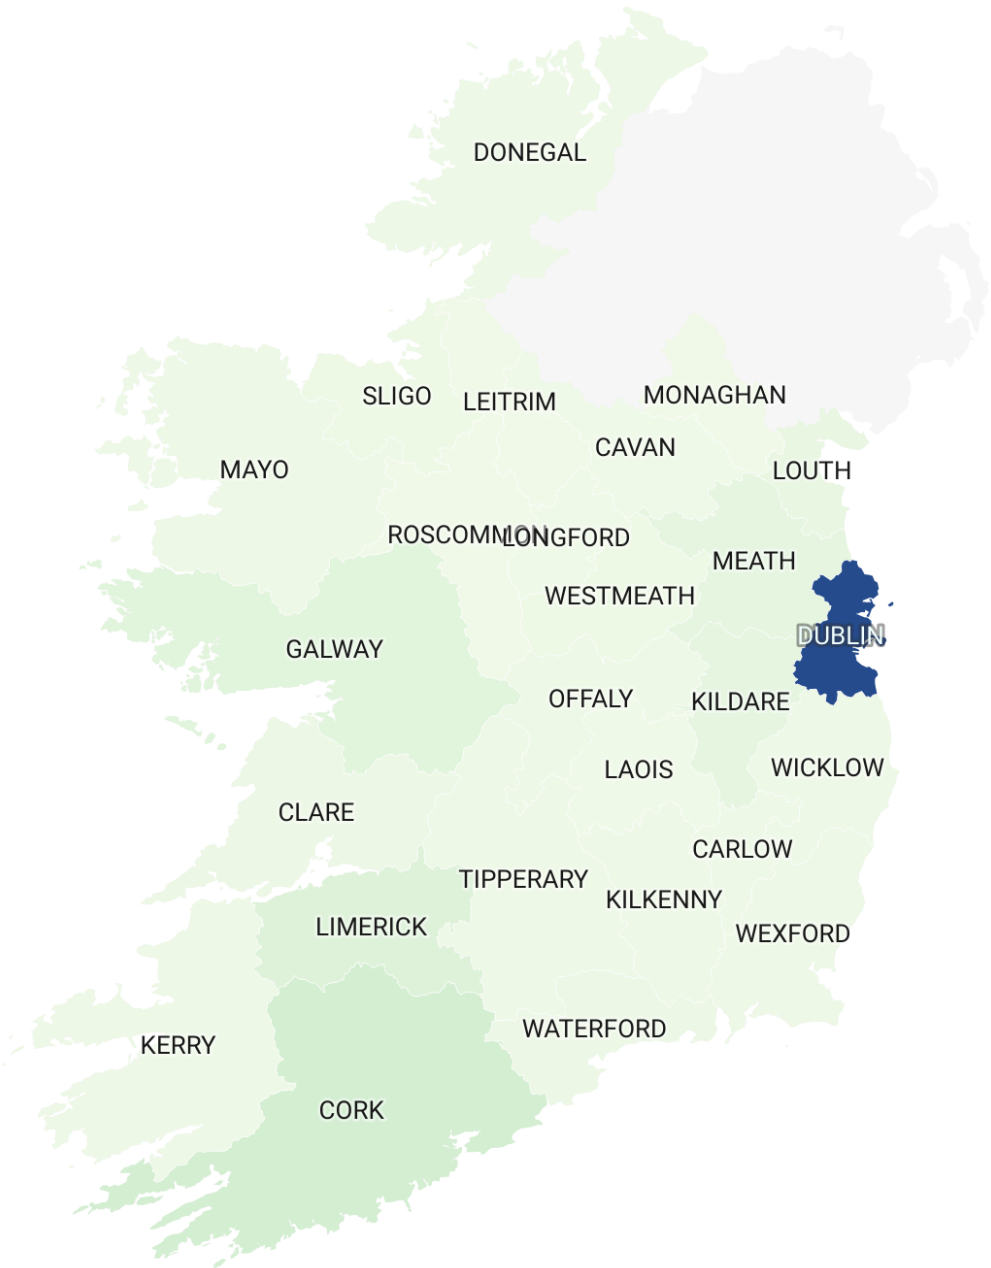 DONEGAL
SLIGO
LEITRIM
MONAGHAN
CAVAN
MAYO
LOUTH
ROSCOMMON
LONGFORD
MEATH
WESTMEATH
DUBLIN
GALWAY
OFFALY
KILDARE
LAOIS
WICKLOW
CLARE
CARLOW
TIPPERARY
KILKENNY
LIMERICK
WEXFORD
WATERFORD
KERRY
CORK